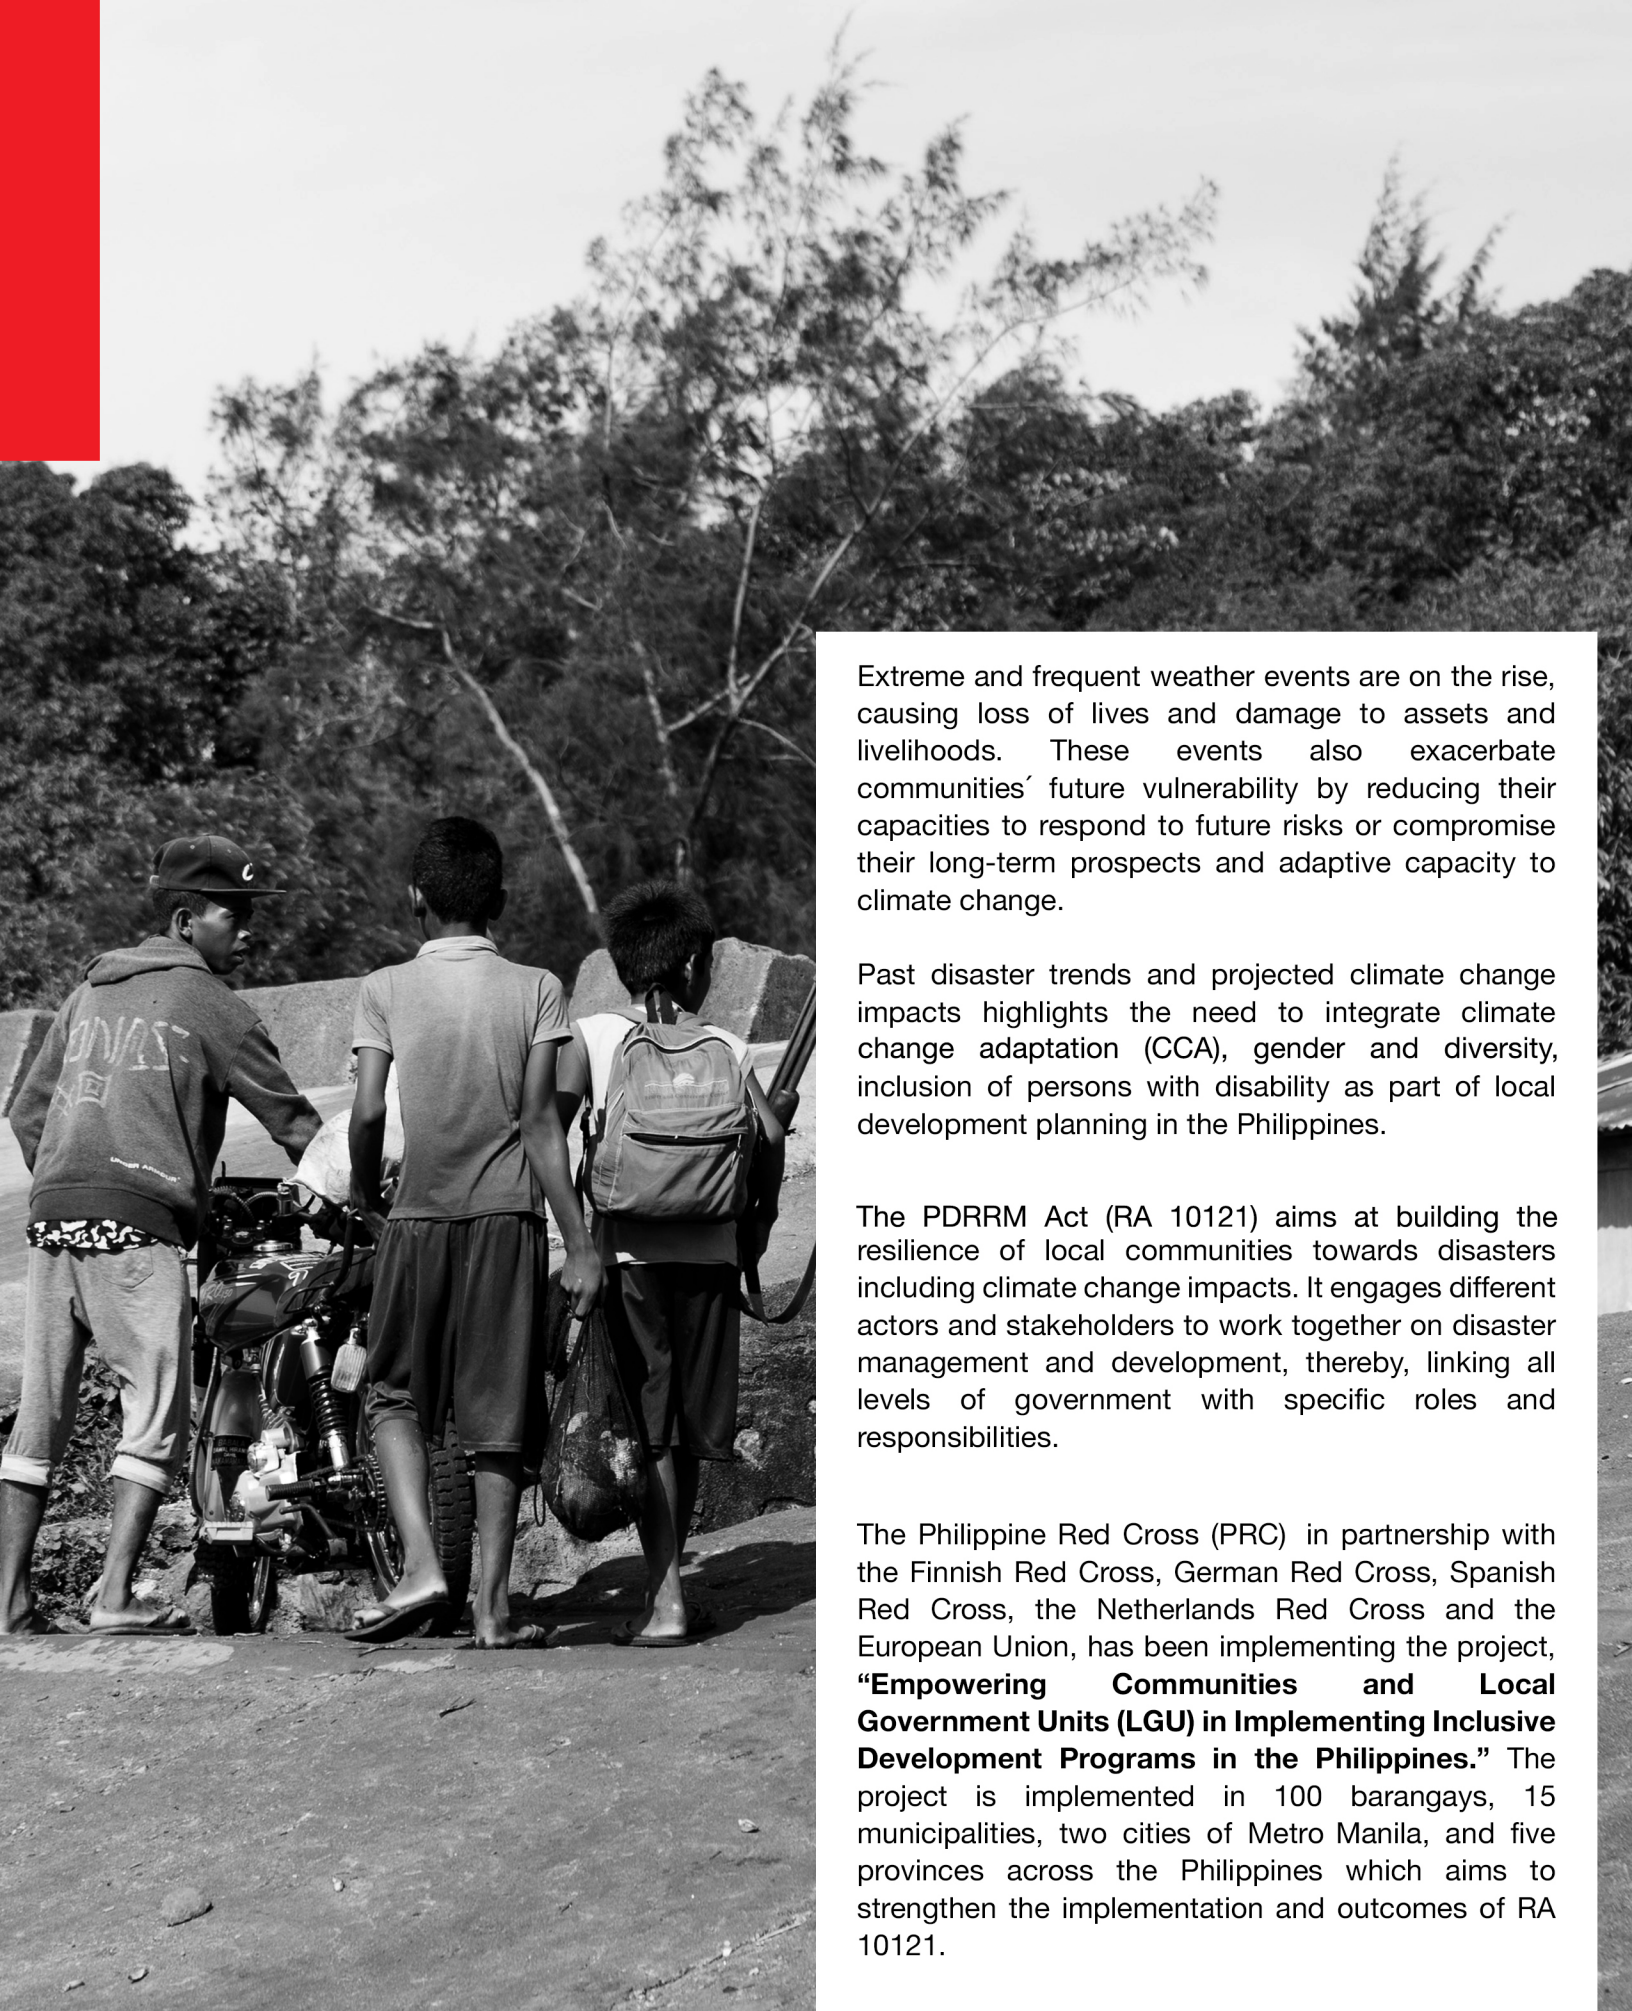 Extreme and frequent weather events are on the rise,
causing loss of lives and damage to assets and
livelihoods. These events also exacerbate
communities´ future vulnerability by reducing their
capacities to respond to future risks or compromise
their long-term prospects and adaptive capacity to
climate change.
Past disaster trends and projected climate change
impacts highlights the need to integrate climate
change adaptation (CCA), gender and diversity,
inclusion of persons with disability as part of local
development planning in the Philippines.
The PDRRM Act (RA 10121) aims at building the
resilience of local communities towards disasters
including climate change impacts. It engages different
actors and stakeholders to work together on disaster
management and development, thereby, linking all
levels of government with specific roles and
responsibilities.
The Philippine Red Cross (PRC) in partnership with
the Finnish Red Cross, German Red Cross, Spanish
Red Cross, the Netherlands Red Cross and the
European Union, has been implementing the project,
“Empowering Communities and Local
Government Units (LGU) in Implementing Inclusive
Development Programs in the Philippines.” The
project is implemented in 100 barangays, 15
municipalities, two cities of Metro Manila, and five
provinces across the Philippines which aims to
strengthen the implementation and outcomes of RA
10121.
C
UNDER ARMOUR
97